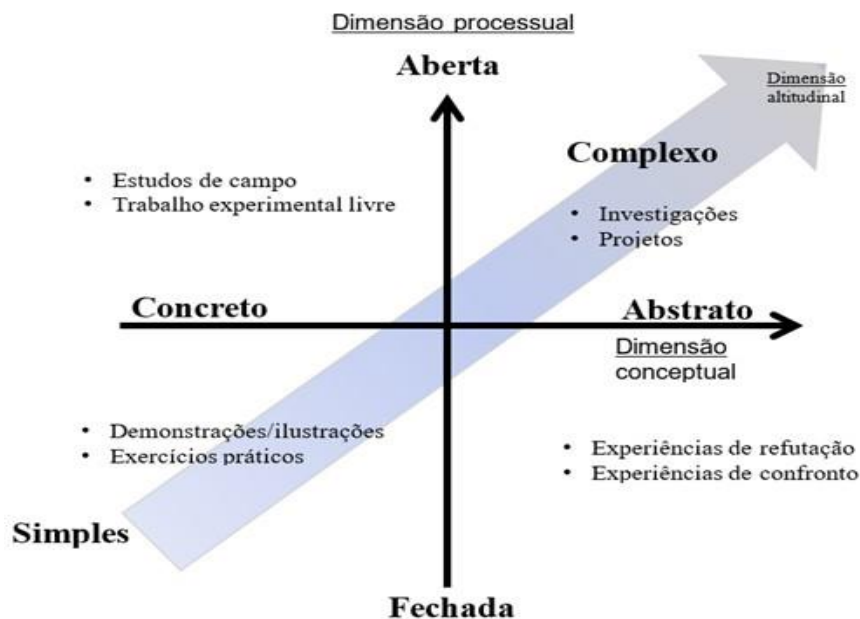 Dimensão processual
Aberta
Dimensão
altitudinal
Complexo
• Estudos de campo
• Trabalho experimental livre
• Investigações
• Projetos
Concreto
Abstrato
Dimensão
conceptual
• Demonstrações/ilustrações
• Exercícios práticos
• Experiências de refutação
• Experiências de confronto
Simples
Fechada